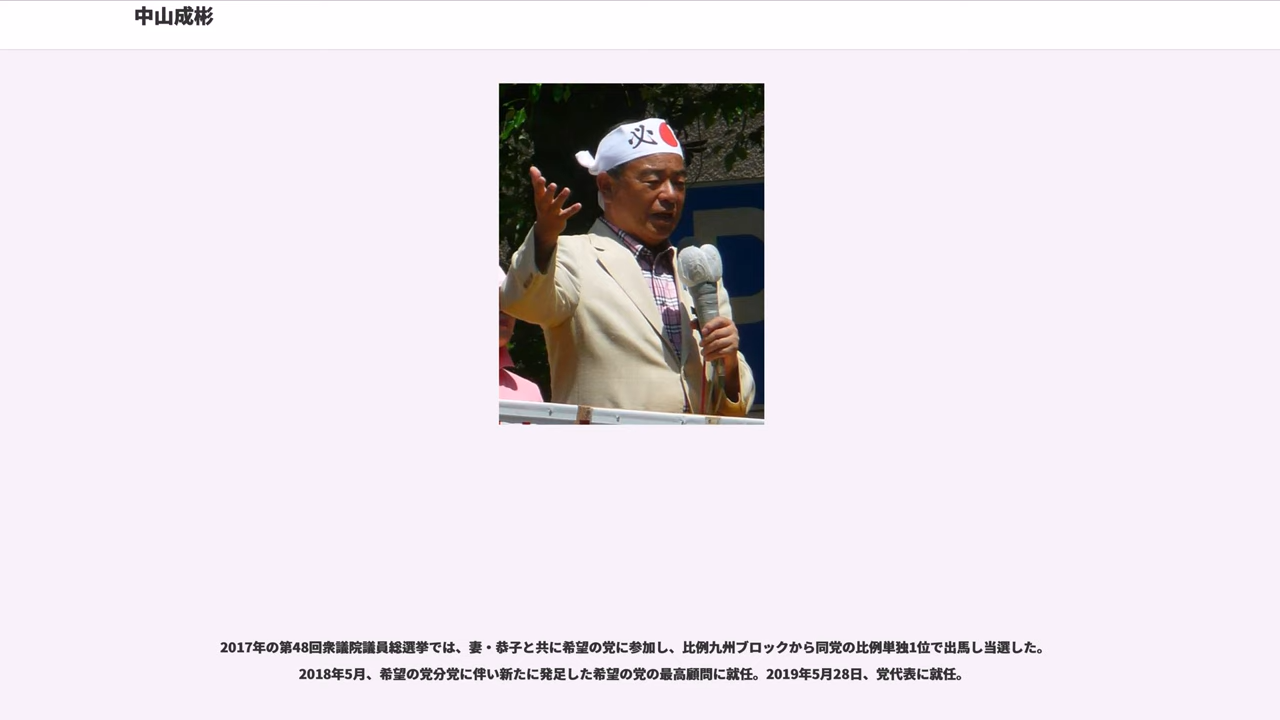 中山成彬
必
P
2017年の第48回衆議院議員総選挙では、妻・恭子と共に希望の党に参加し、比例九州ブロックから同党の比例単独1位で出馬し当選した。
2018年5月、希望の党分党に伴い新たに発足した希望の党の最高顧問に就任。2019年5月28日、党代表に就任。